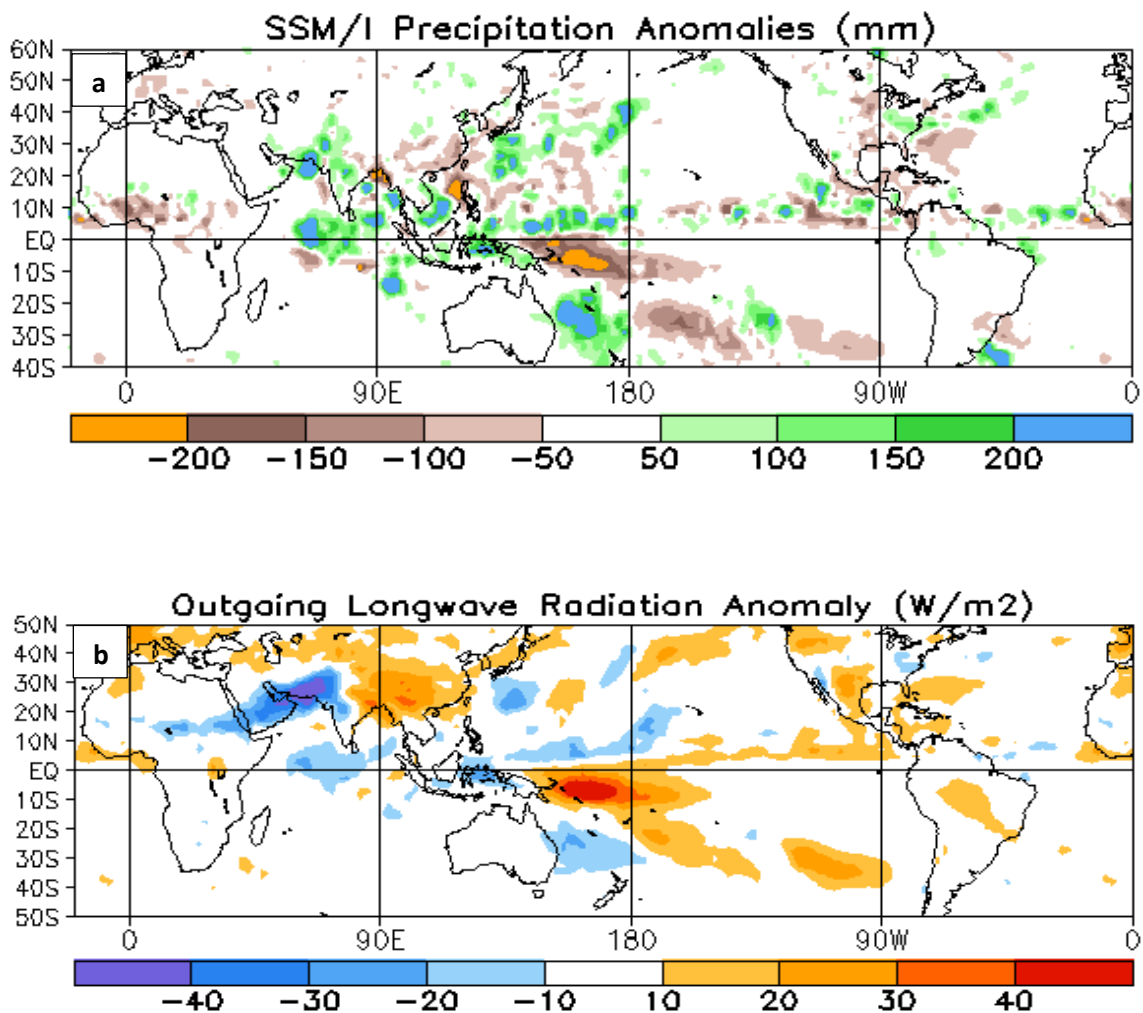 SSM/I Precipitation Anomalies (mm)
a
60N
50N
40N
30N
20N
10N
EQ
10S
20S
30S
40S
0 90E 180 90W 0
-200 -150 -100 -50 50 100 150 200
Outgoing Longwave Radiation Anomaly (W/m2)
b
50N
40N
30N
20N
10N
EQ
10S
20S
30S
40S
50S
0 90E 180 90W 0
-40 -30 -20 -10 10 20 30 40